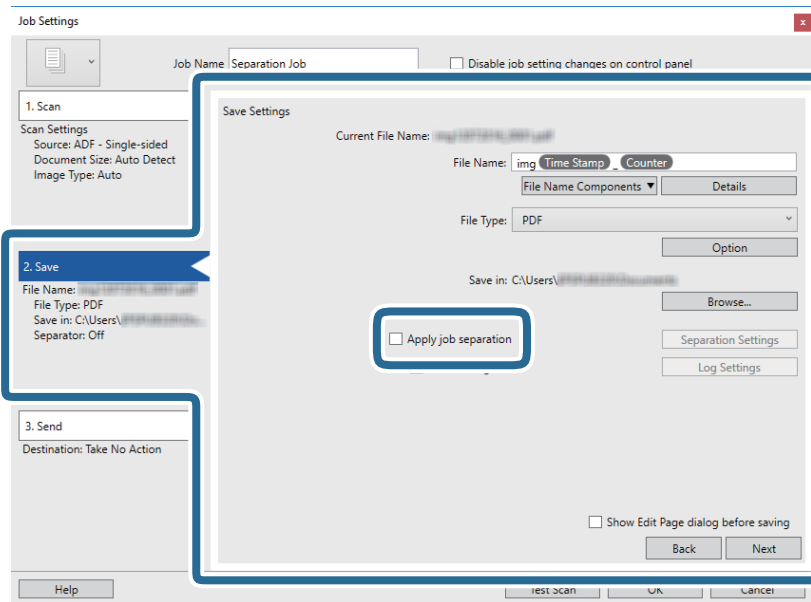 Job Settings
x
Job Name Separation Job
Disable job setting changes on control panel
1. Scan
Scan Settings
Source: ADF - Single-sided
Document Size: Auto Detect
Image Type: Auto
2. Save
File Name:
File Type: PDF
Save in: C:\Users\
Separator: Off
3. Send
Destination: Take No Action
Save Settings
Current File Name:
File Name: img Time Stamp _ Counter
File Name Components ▼ Details
File Type: PDF
Option
Save in: C:\Users\
Browse...
Apply job separation Separation Settings
Log Settings
Show Edit Page dialog before saving
Back Next
Help Test Scan OK Cancel